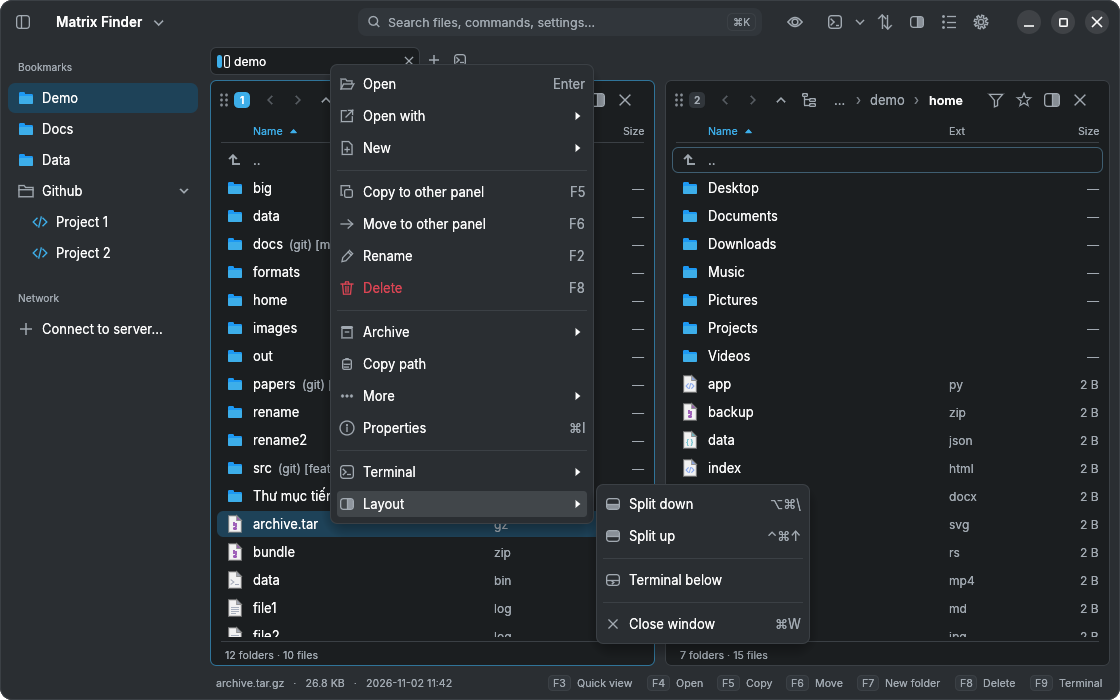 Matrix Finder
Search files, commands, settings...
⌘K
Bookmarks
Demo
Docs
Data
Github
Project 1
Project 2
Network
Connect to server...
demo
1
Name
Size
..
big
—
data
—
docs (git) [m
—
formats
—
home
—
images
—
out
—
papers (git) [
—
rename
—
rename2
—
src (git) [feat
—
Thư mục tiến
archive.tar
gz
bundle
zip
data
bin
file1
log
file2
log
12 folders · 10 files
Open
Enter
Open with
New
Copy to other panel
F5
Move to other panel
F6
Rename
F2
Delete
F8
Archive
Copy path
More
Properties
⌘I
Terminal
Layout
Split down
⌥⌘\
Split up
^⌘↑
Terminal below
Close window
⌘W
2
... › demo › home
Name
Ext
Size
..
Desktop
—
Documents
—
Downloads
—
Music
—
Pictures
—
Projects
—
Videos
—
app
py
2 B
backup
zip
2 B
data
json
2 B
index
html
2 B
docx
2 B
svg
2 B
rs
2 B
mp4
2 B
md
2 B
jpg
2 B
7 folders · 15 files
archive.tar.gz · 26.8 KB · 2026-11-02 11:42
F3 Quick view
F4 Open
F5 Copy
F6 Move
F7 New folder
F8 Delete
F9 Terminal